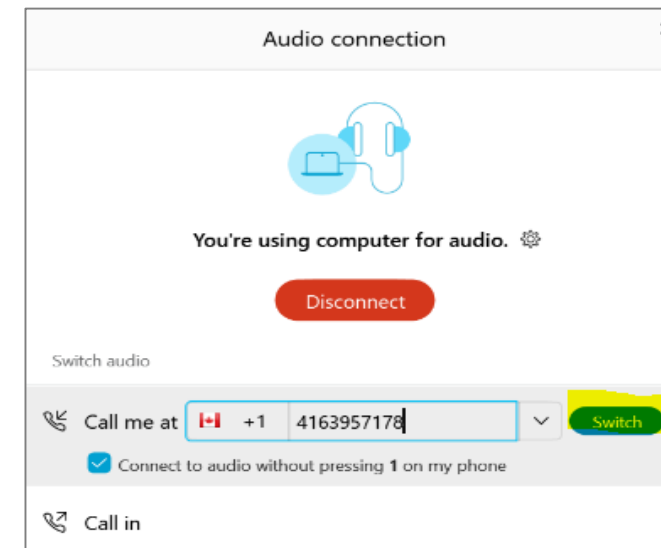 Audio connection
You're using computer for audio.
Disconnect
Switch audio
Call me at +1 4163957178 Switch
Connect to audio without pressing 1 on my phone
Call in